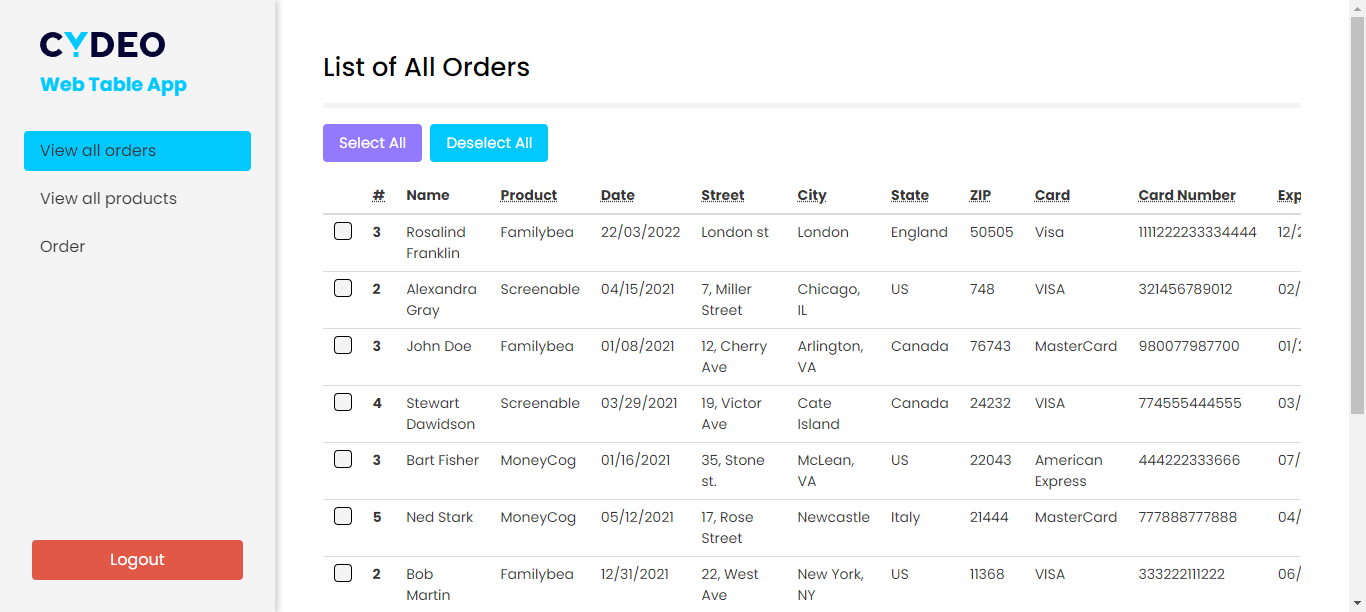 CYDEO
Web Table App
View all orders
View all products
Order
Logout
List of All Orders
Select All Deselect All
# Name Product Date Street City State ZIP Card Card Number Exp
3 Rosalind Familybea 22/03/2022 London st London England 50505 Visa 1111222233334444 12/2
Franklin
2 Alexandra Screenable 04/15/2021 7, Miller Chicago, US 748 VISA 321456789012 02/
Gray Street IL
3 John Doe Familybea 01/08/2021 12, Cherry Arlington, Canada 76743 MasterCard 980077987700 01/2
Ave VA
4 Stewart Screenable 03/29/2021 19, Victor Cate Canada 24232 VISA 774555444555 03/
Dawidson Ave Island
3 Bart Fisher MoneyCog 01/16/2021 35, Stone McLean, US 22043 American 444222333666 07/
st. VA Express
5 Ned Stark MoneyCog 05/12/2021 17, Rose Newcastle Italy 21444 MasterCard 777888777888 04/
Street
2 Bob Familybea 12/31/2021 22, West New York, US 11368 VISA 333222111222 06/
Martin Ave NY